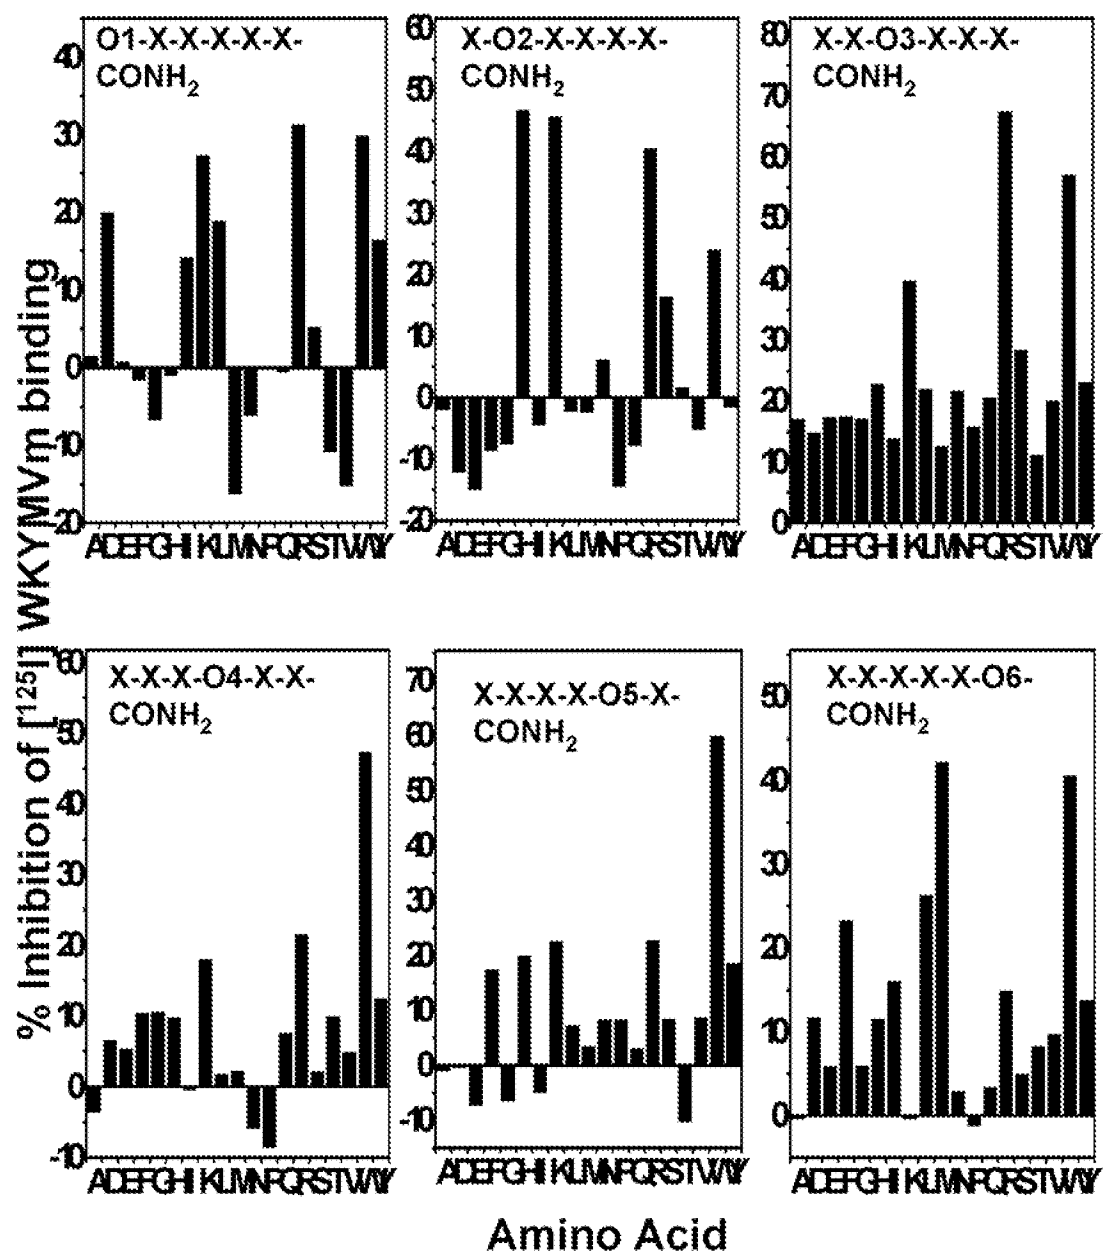 % Inhibition of [125I] WKYMVm binding
O1-X-X-X-X-X-
CONH2
40
30
20
10
0
-10
-20
ADEFGHIKLMNPQRSTVWY
X-O2-X-X-X-X-
CONH2
60
50
40
30
20
10
0
-10
-20
ADEFGHIKLMNPQRSTVWY
X-X-O3-X-X-X-
CONH2
80
70
60
50
40
30
20
10
0
ADEFGHIKLMNPQRSTVWY
X-X-X-O4-X-X-
CONH2
60
50
40
30
20
10
0
-10
ADEFGHIKLMNPQRSTVWY
X-X-X-X-O5-X-
CONH2
70
60
50
40
30
20
10
0
-10
ADEFGHIKLMNPQRSTVWY
X-X-X-X-X-O6-
CONH2
50
40
30
20
10
0
ADEFGHIKLMNPQRSTVWY
Amino Acid